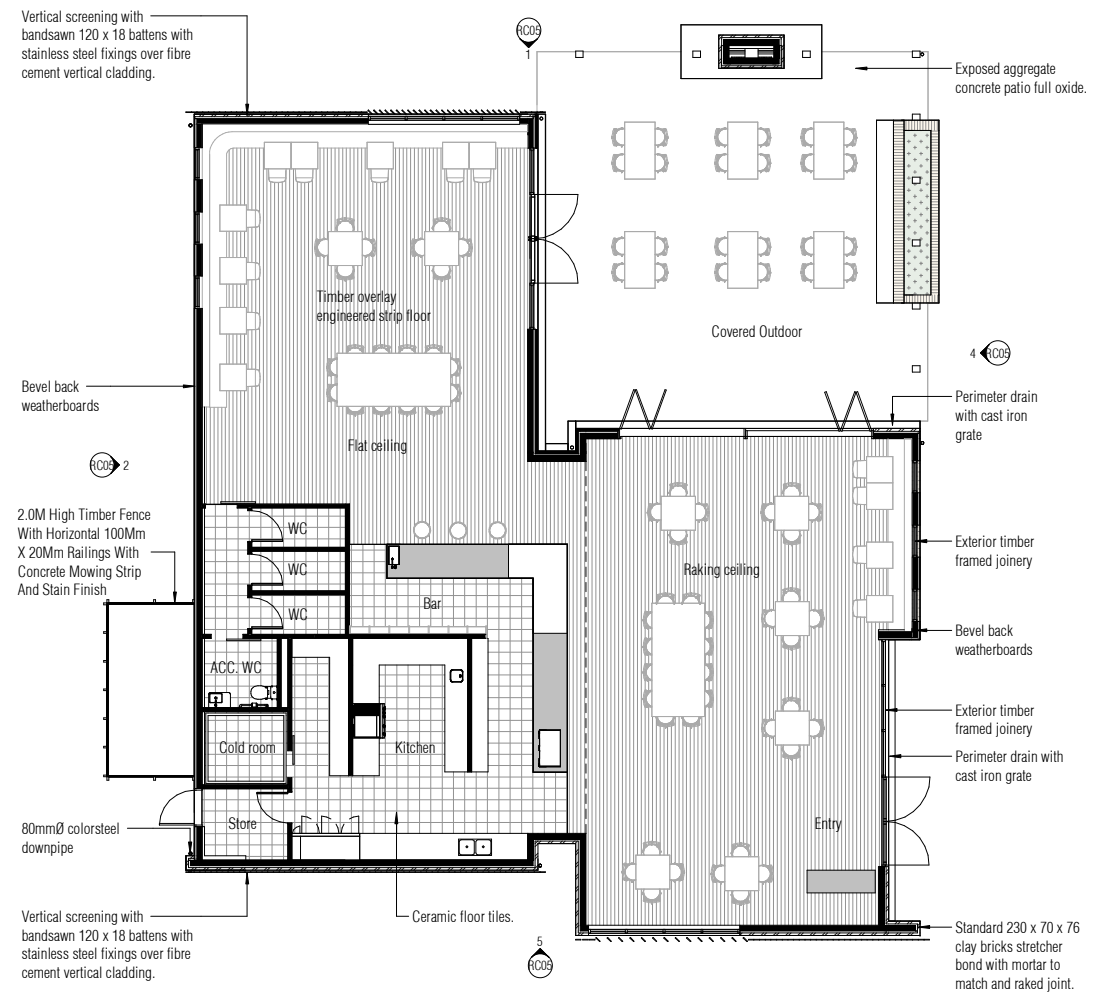 Vertical screening with
bandsawn 120 x 18 battens with
stainless steel fixings over fibre
cement vertical cladding.
RC05
1
Exposed aggregate
concrete patio full oxide.
Timber overlay
engineered strip floor
Covered Outdoor
4 RC05
Bevel back
weatherboards
Perimeter drain
with cast iron
grate
Flat ceiling
RC05 2
2.0M High Timber Fence
With Horizontal 100Mm
X 20Mm Railings With
Concrete Mowing Strip
And Stain Finish
WC
WC
WC
Exterior timber
framed joinery
Raking ceiling
Bar
Bevel back
weatherboards
ACC. WC
Exterior timber
framed joinery
Cold room
Kitchen
Perimeter drain with
cast iron grate
80mmØ colorsteel
downpipe
Store
Entry
Vertical screening with
bandsawn 120 x 18 battens with
stainless steel fixings over fibre
cement vertical cladding.
Ceramic floor tiles.
5
RC05
Standard 230 x 70 x 76
clay bricks stretcher
bond with mortar to
match and raked joint.